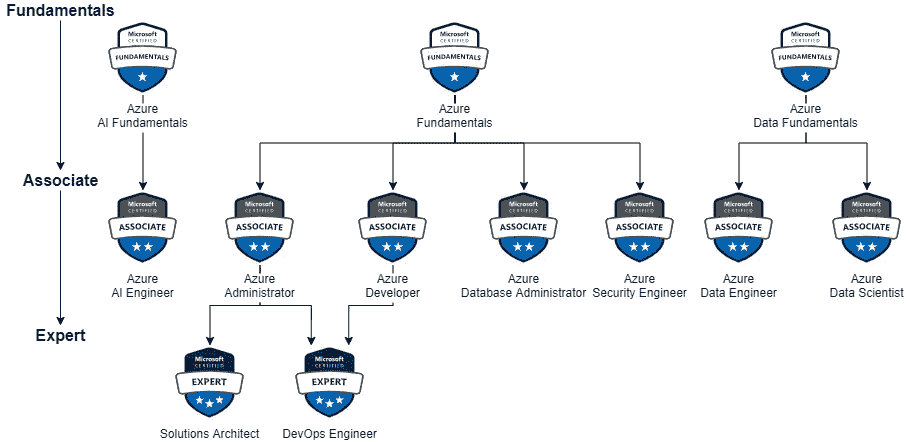 Fundamentals
Microsoft
CERTIFIED
FUNDAMENTALS
Azure
AI Fundamentals
Microsoft
CERTIFIED
FUNDAMENTALS
Azure
Fundamentals
Microsoft
CERTIFIED
FUNDAMENTALS
Azure
Data Fundamentals
Associate
Microsoft
CERTIFIED
ASSOCIATE
Azure
AI Engineer
Microsoft
CERTIFIED
ASSOCIATE
Azure
Administrator
Microsoft
CERTIFIED
ASSOCIATE
Azure
Developer
Microsoft
CERTIFIED
ASSOCIATE
Azure
Database Administrator
Microsoft
CERTIFIED
ASSOCIATE
Azure
Security Engineer
Microsoft
CERTIFIED
ASSOCIATE
Azure
Data Engineer
Microsoft
CERTIFIED
ASSOCIATE
Azure
Data Scientist
Expert
Microsoft
CERTIFIED
EXPERT
Solutions Architect
Microsoft
CERTIFIED
EXPERT
DevOps Engineer